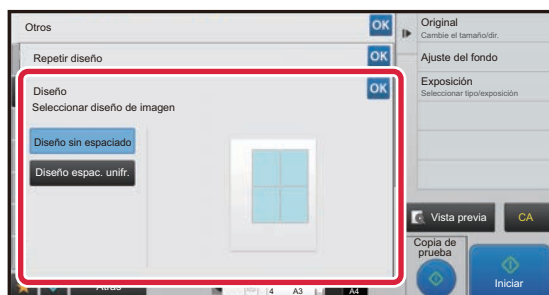 Otros
OK
Original
Cambie el tamaño/dir.
Repetir diseño
OK
Ajuste del fondo
Diseño
OK
Exposición
Seleccionar tipo/exposición
Seleccionar diseño de imagen
Diseño sin espaciado
Diseño espac. unifr.
Vista previa
CA
Copia de
prueba
Iniciar
Atrás
4
A3
A4